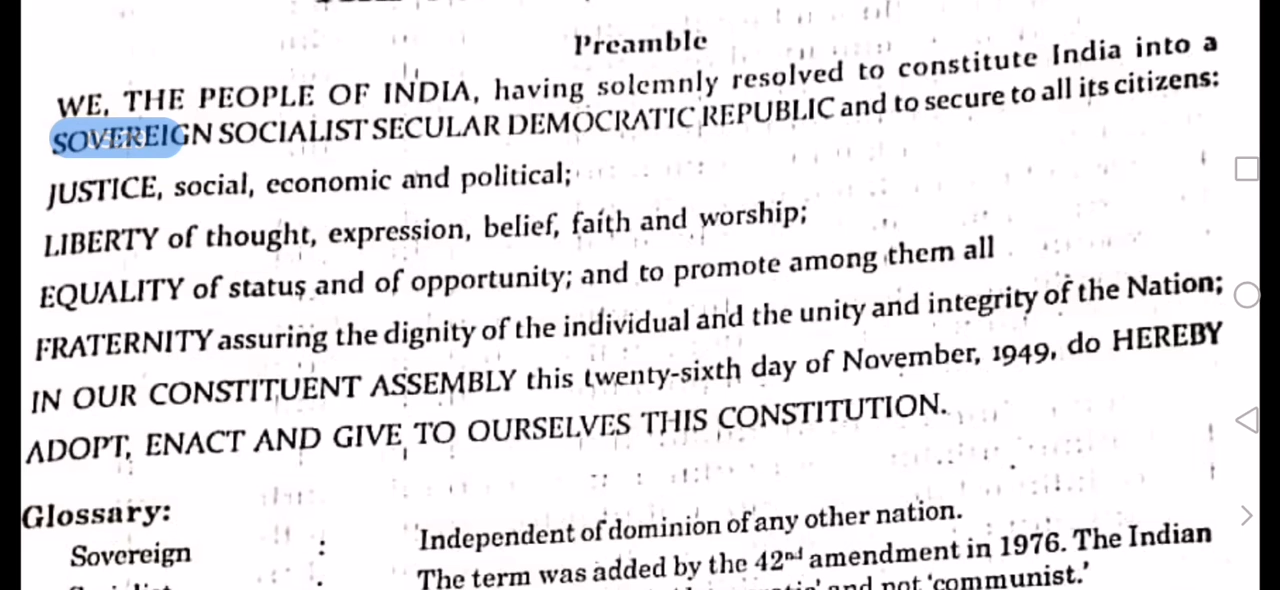 Preamble
WE, THE PEOPLE OF INDIA, having solemnly resolved to constitute India into a
SOVEREIGN SOCIALIST SECULAR DEMOCRATIC REPUBLIC and to secure to all its citizens:
JUSTICE, social, economic and political;
LIBERTY of thought, expression, belief, faith and worship;
EQUALITY of status and of opportunity; and to promote among them all
FRATERNITY assuring the dignity of the individual and the unity and integrity of the Nation;
IN OUR CONSTITUENT ASSEMBLY this twenty-sixth day of November, 1949, do HEREBY
ADOPT, ENACT AND GIVE TO OURSELVES THIS CONSTITUTION.
Glossary:
Sovereign : 'Independent of dominion of any other nation.
: The term was added by the 42nd amendment in 1976. The Indian
and not 'communist.'